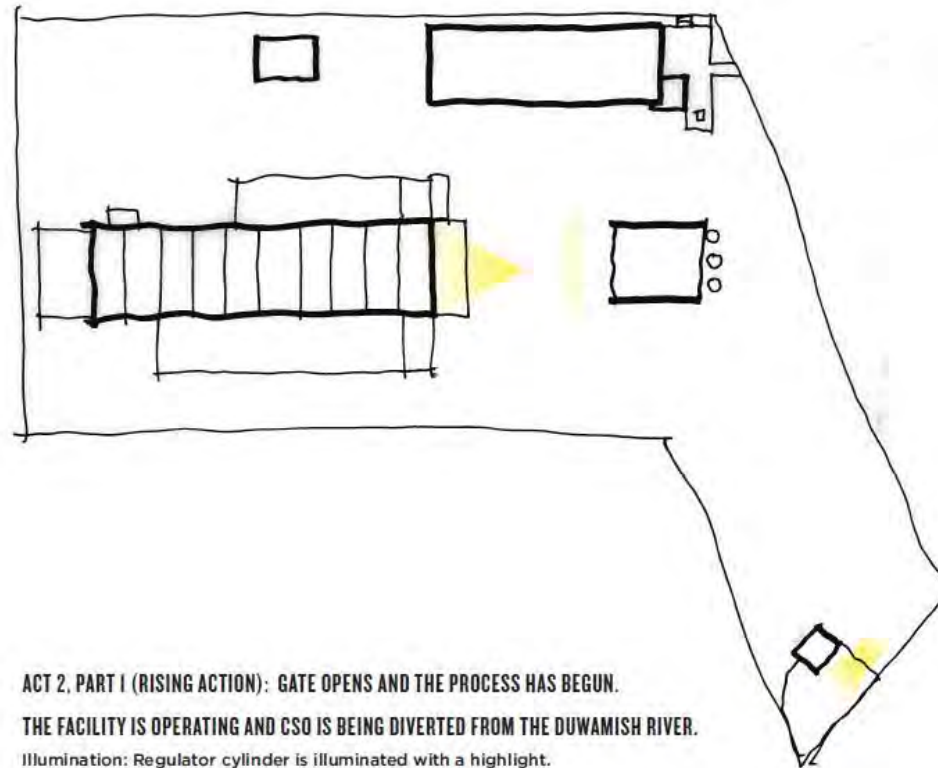 ACT 2, PART I (RISING ACTION): GATE OPENS AND THE PROCESS HAS BEGUN.
THE FACILITY IS OPERATING AND CSO IS BEING DIVERTED FROM THE DUWAMISH RIVER.
Illumination: Regulator cylinder is illuminated with a highlight.